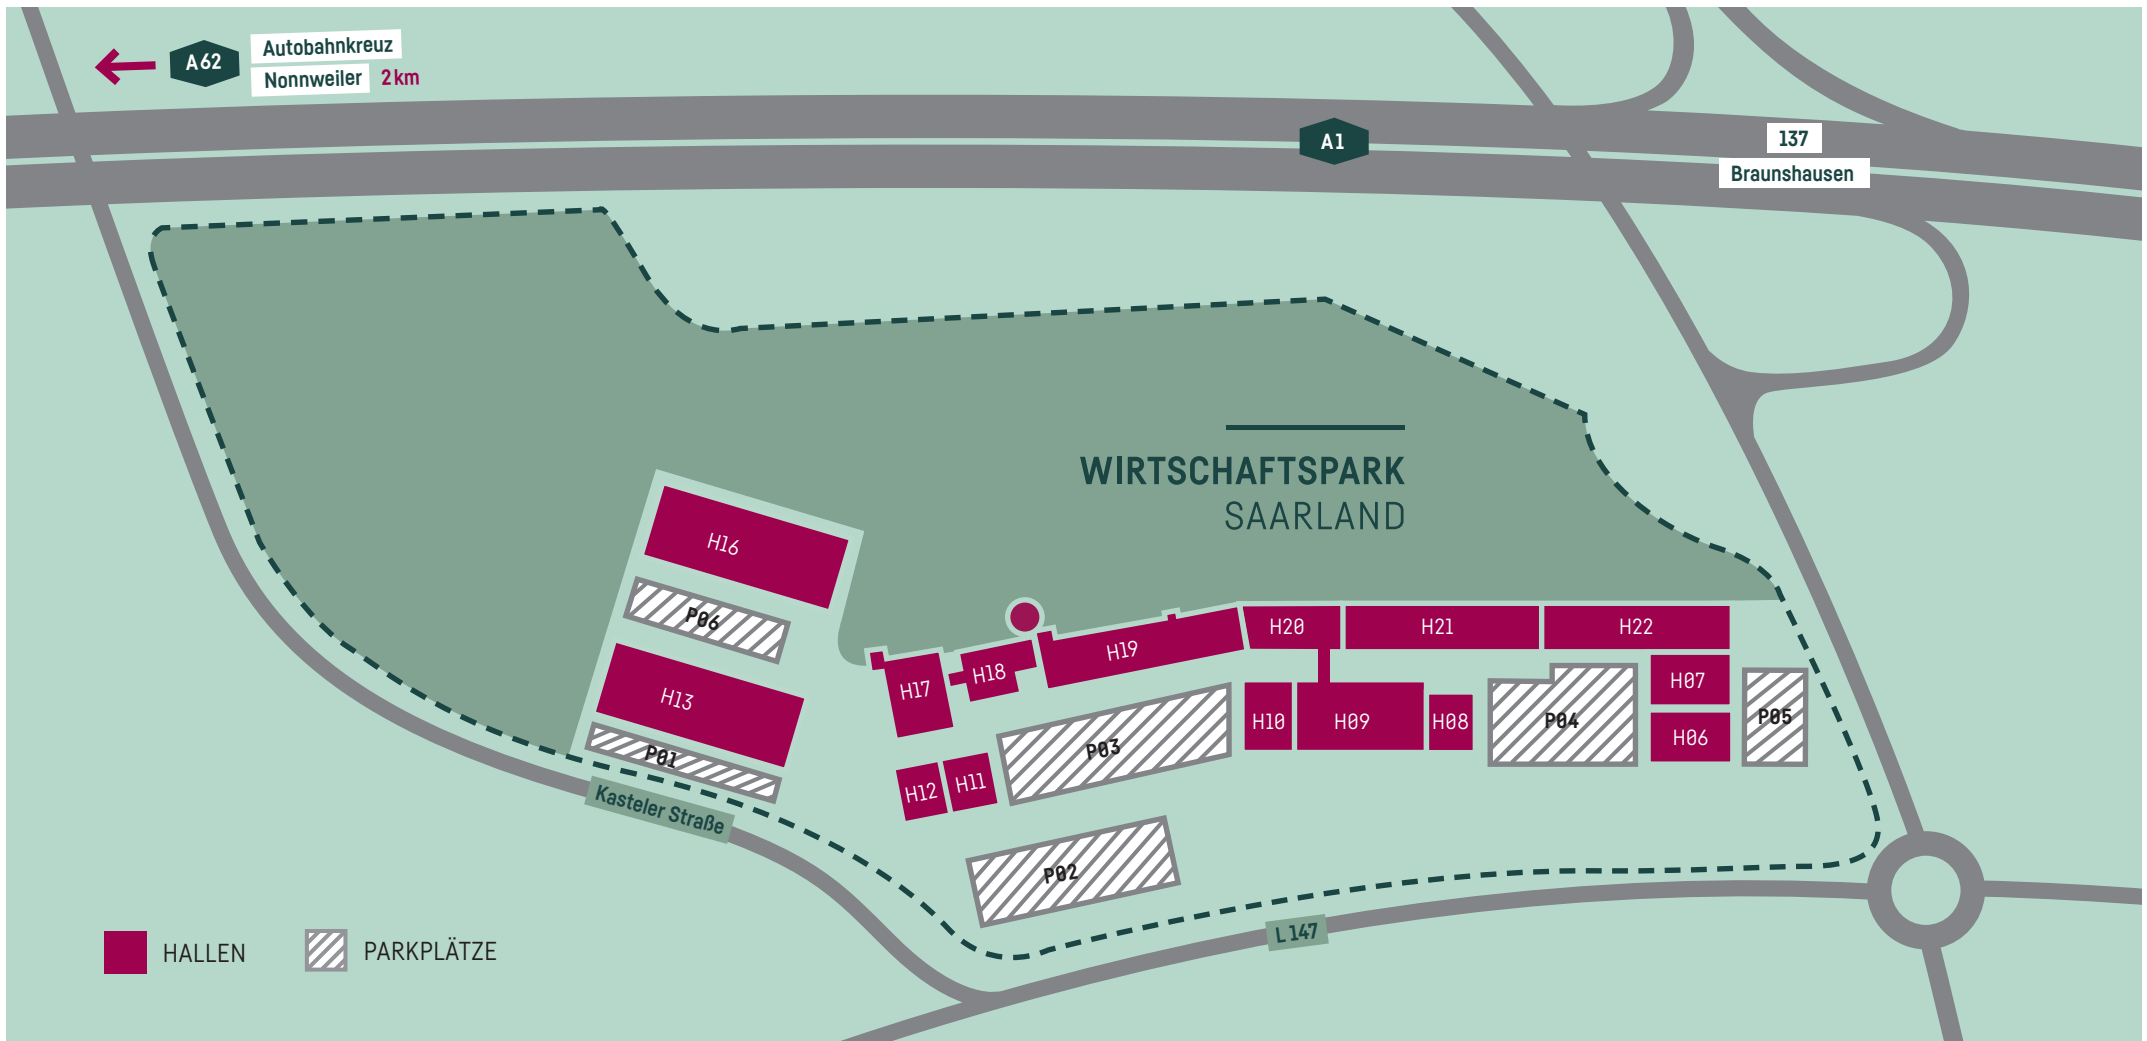 A62
Autobahnkreuz
Nonnweiler 2 km
A1
137
Braunshausen
WIRTSCHAFTSPARK
SAARLAND
H16
P06
H13
P01
H17
H18
H19
H20
H21
H22
H12
H11
P03
H10
H09
H08
P04
H07
H06
P05
P02
Kasteler Straße
L 147
HALLEN
PARKPLÄTZE